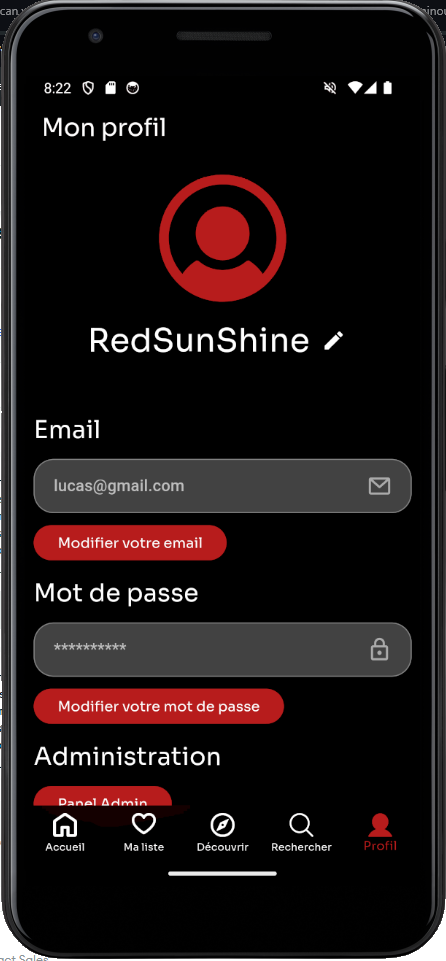 8:22
Mon profil
RedSunShine
Email
lucas@gmail.com
Modifier votre email
Mot de passe
**********
Modifier votre mot de passe
Administration
Panel Admin
Accueil Ma liste Découvrir Rechercher Profil